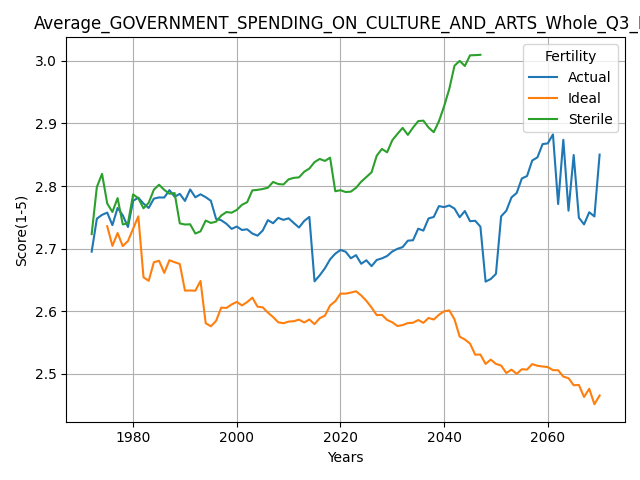 Average_GOVERNMENT_SPENDING_ON_CULTURE_AND_ARTS_Whole_Q3_
Fertility
Actual
Ideal
Sterile
Score(1-5)
3.0
2.9
2.8
2.7
2.6
2.5
1980
2000
2020
2040
2060
Years